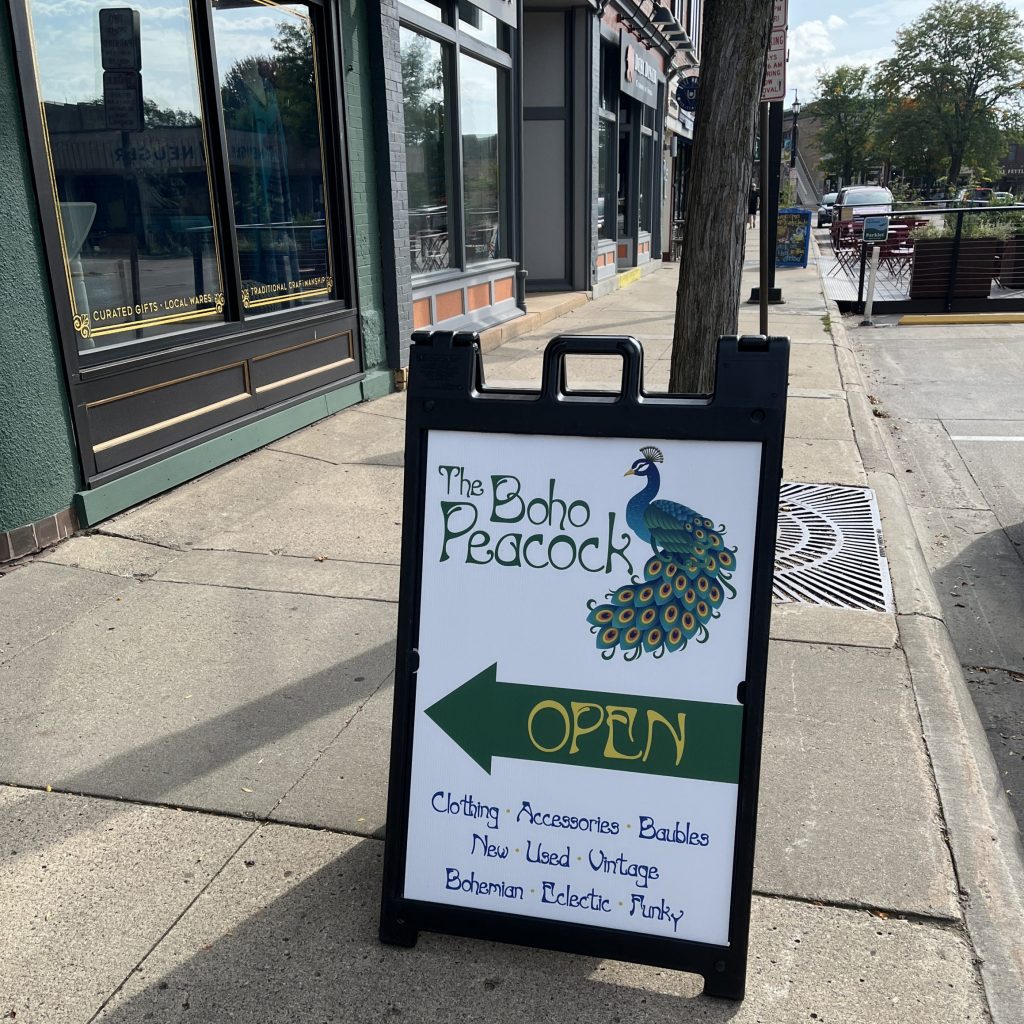 The Boho
Peacock
OPEN
Clothing · Accessories · Baubles
New · Used · Vintage
Bohemian · Eclectic · Funky
CURATED GIFTS · LOCAL WARES
TRADITIONAL CRAFTMANSHIP
Parklet